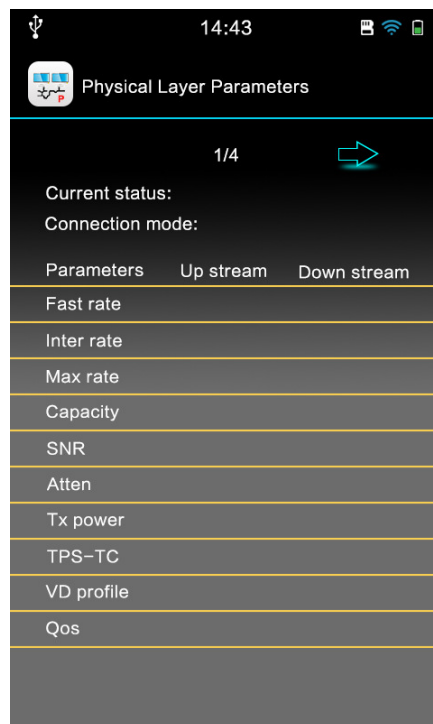 14:43
P
Physical Layer Parameters
1/4
Current status:
Connection mode:
Parameters Up stream Down stream
Fast rate
Inter rate
Max rate
Capacity
SNR
Atten
Tx power
TPS-TC
VD profile
Qos